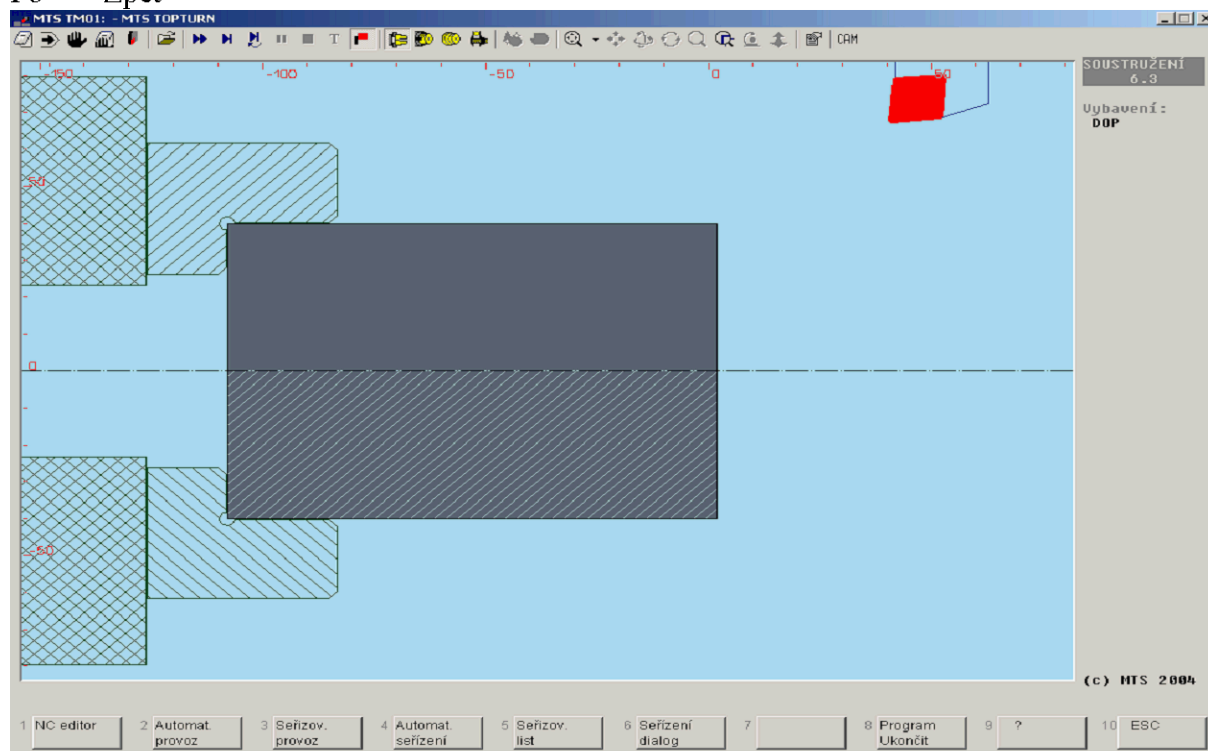 MTS TM01: - MTS TOPTURN
T
CAM
-150
-100
-50
0
50
SOUSTRUŽENÍ
6.3
Vybavení:
DOP
50
0
-50
(c) MTS 2004
1 NC editor
2 Automat. provoz
3 Seřizov. provoz
4 Automat. seřízení
5 Seřizov. list
6 Seřízení dialog
7
8 Program Ukončit
9 ?
10 ESC